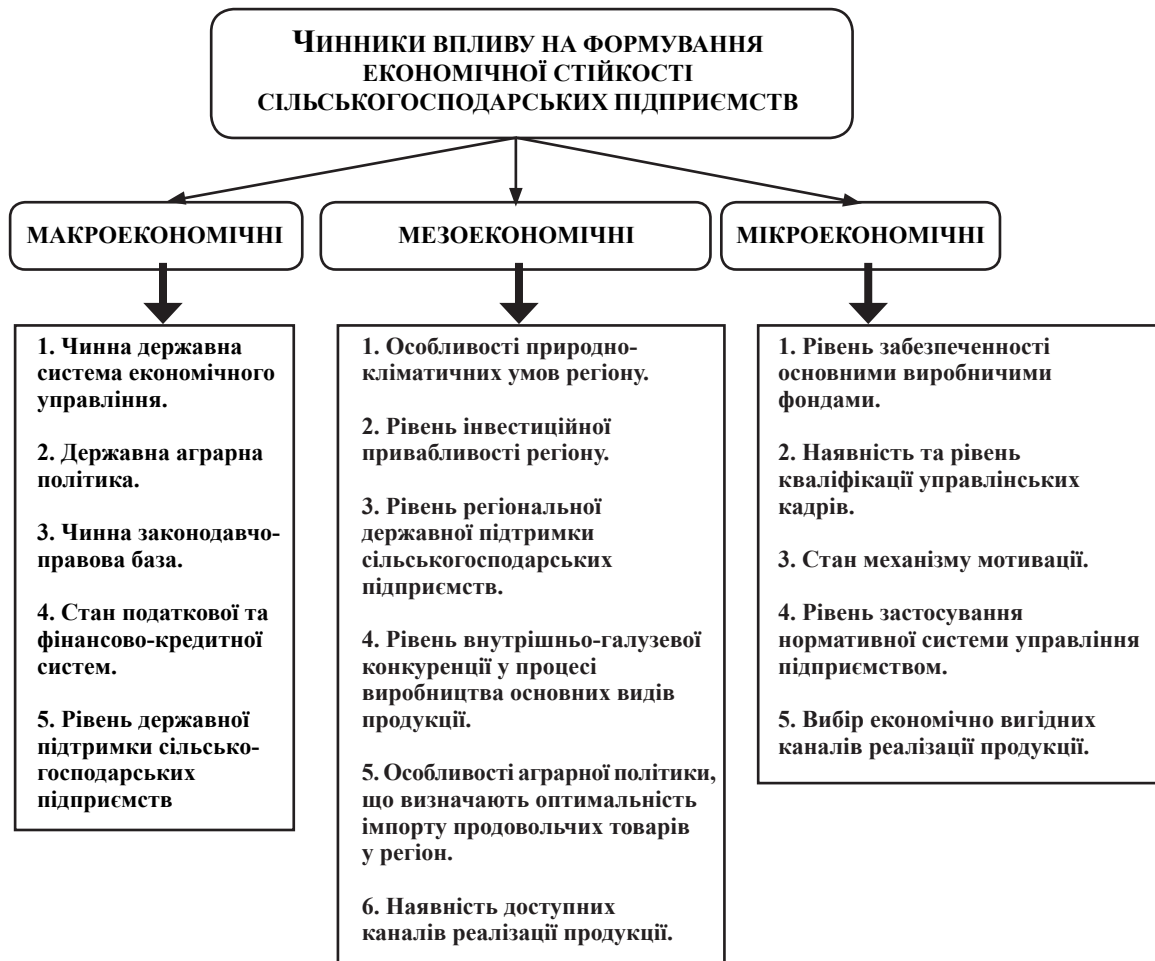 Чинники впливу на формування
економічної стійкості
сільськогосподарських підприємств
макроекономічні
мезоекономічні
мікроекономічні
1. Чинна державна
система економічного
управління.
2. Державна аграрна
політика.
3. Чинна законодавчо-
правова база.
4. Стан податкової та
фінансово-кредитної
систем.
5. Рівень державної
підтримки сільсько-
господарських
підприємств
1. Особливості природно-
кліматичних умов регіону.
2. Рівень інвестиційної
привабливості регіону.
3. Рівень регіональної
державної підтримки
сільськогосподарських
підприємств.
4. Рівень внутрішньо-галузевої
конкуренції у процесі
виробництва основних видів
продукції.
5. Особливості аграрної політики,
що визначають оптимальність
імпорту продовольчих товарів
у регіон.
6. Наявність доступних
каналів реалізації продукції.
1. Рівень забезпеченності
основними виробничими
фондами.
2. Наявність та рівень
кваліфікації управлінських
кадрів.
3. Стан механізму мотивації.
4. Рівень застосування
нормативної системи управління
підприємством.
5. Вибір економічно вигідних
каналів реалізації продукції.